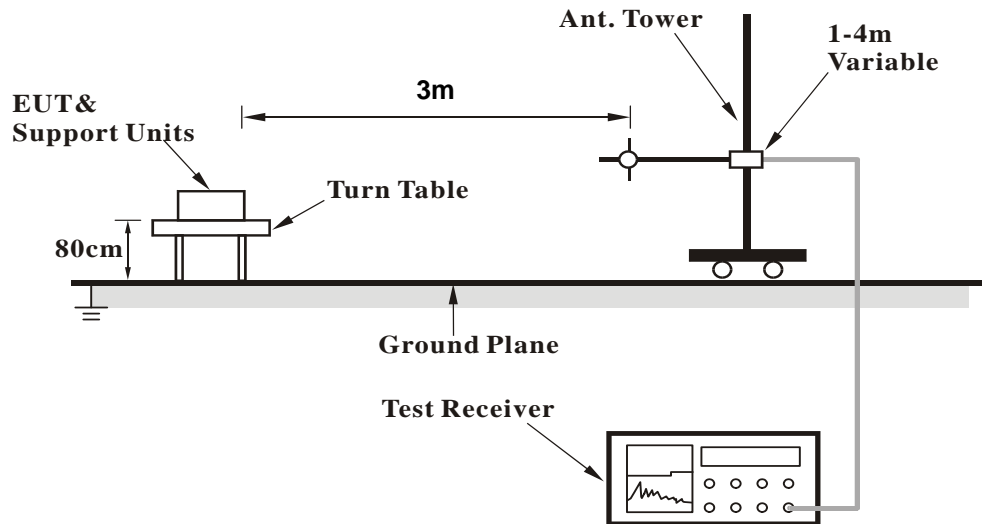 Ant. Tower
1-4m
Variable
3m
EUT&
Support Units
Turn Table
80cm
Ground Plane
Test Receiver